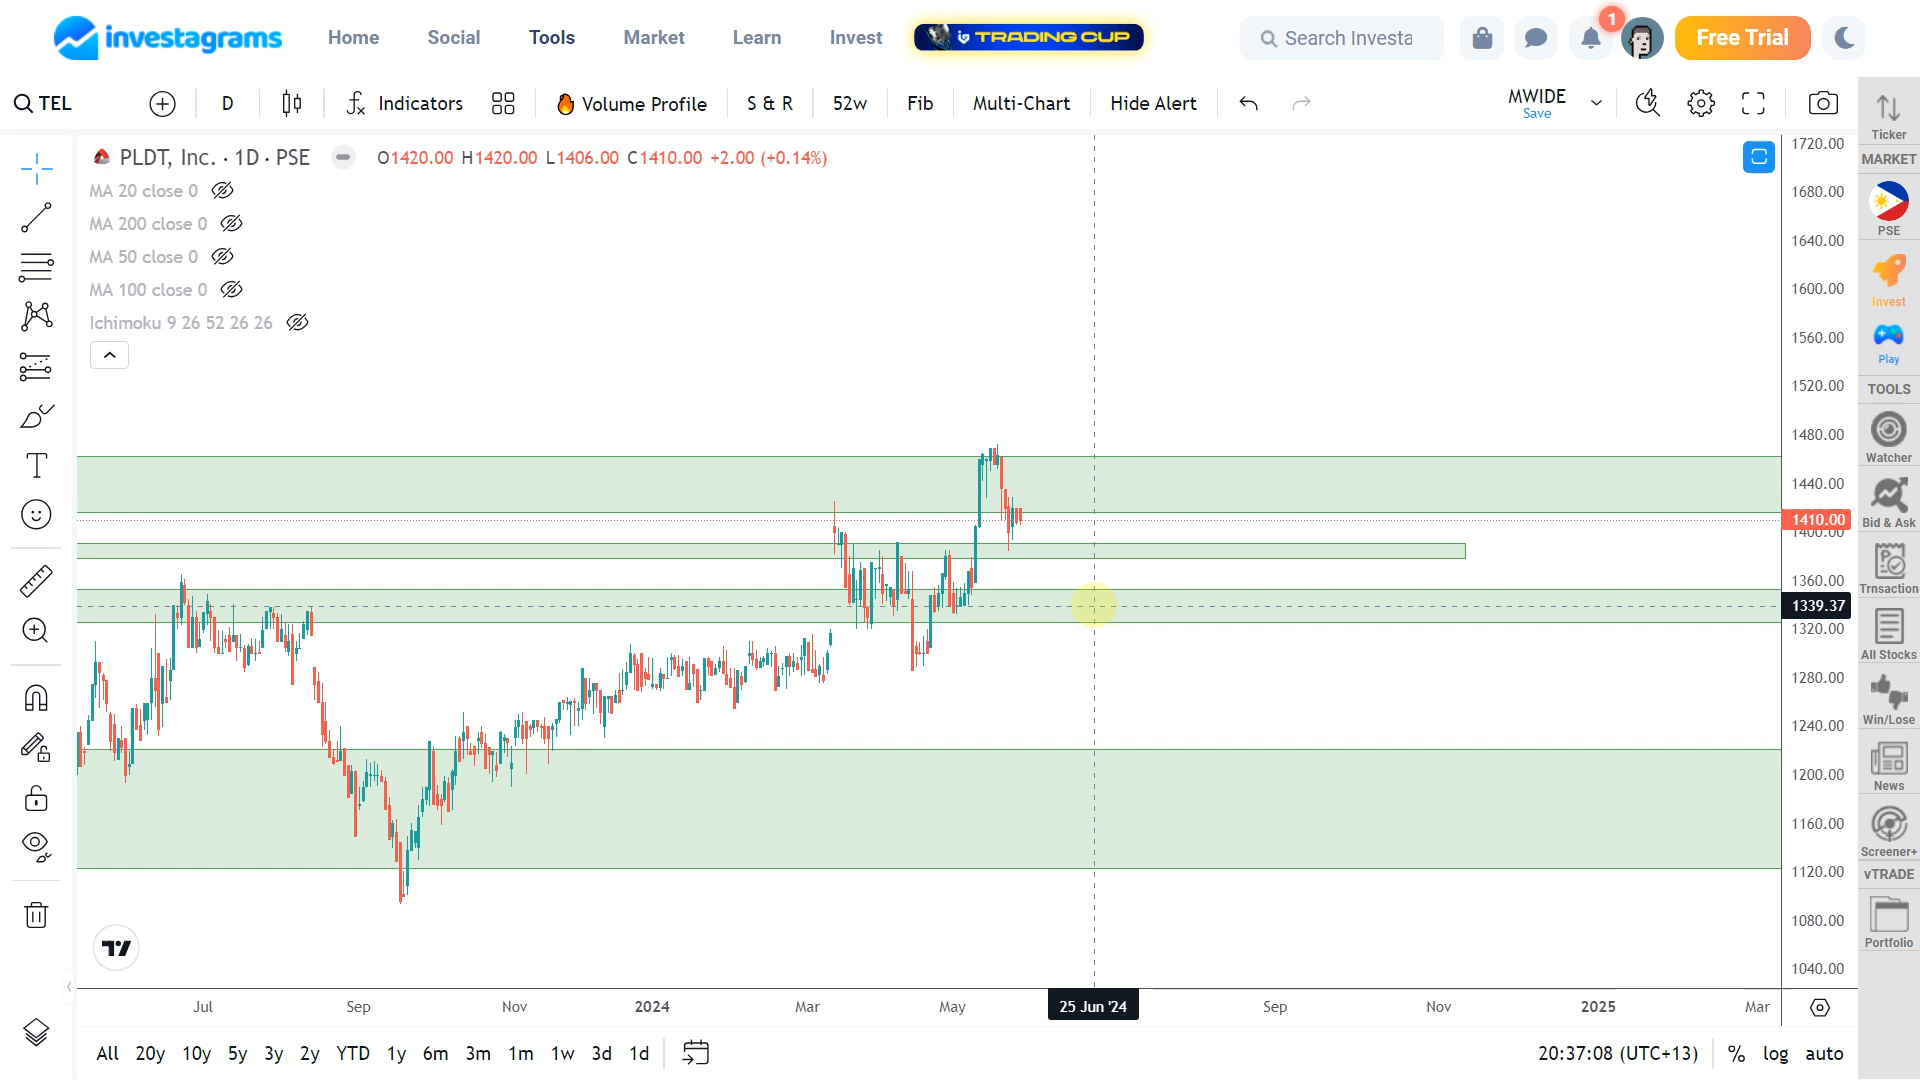 investagrams Home Social Tools Market Learn Invest TRADING CUP Search Investa 1 Free Trial
TEL D Indicators Volume Profile S & R 52w Fib Multi-Chart Hide Alert MWIDE
Save
PLDT, Inc. · 1D · PSE O1420.00 H1420.00 L1406.00 C1410.00 +2.00 (+0.14%)
MA 20 close 0
MA 200 close 0
MA 50 close 0
MA 100 close 0
Ichimoku 9 26 52 26 26
1720.00
1680.00
1640.00
1600.00
1560.00
1520.00
1480.00
1440.00
1410.00
1400.00
1360.00
1339.37
1320.00
1280.00
1240.00
1200.00
1160.00
1120.00
1080.00
1040.00
Ticker
MARKET
PSE
Invest
Play
TOOLS
Watcher
Bid & Ask
Trnsaction
All Stocks
Win/Lose
News
Screener+
vTRADE
Portfolio
Jul Sep Nov 2024 Mar May 25 Jun '24 Sep Nov 2025 Mar
All 20y 10y 5y 3y 2y YTD 1y 6m 3m 1m 1w 3d 1d 20:37:08 (UTC+13) % log auto